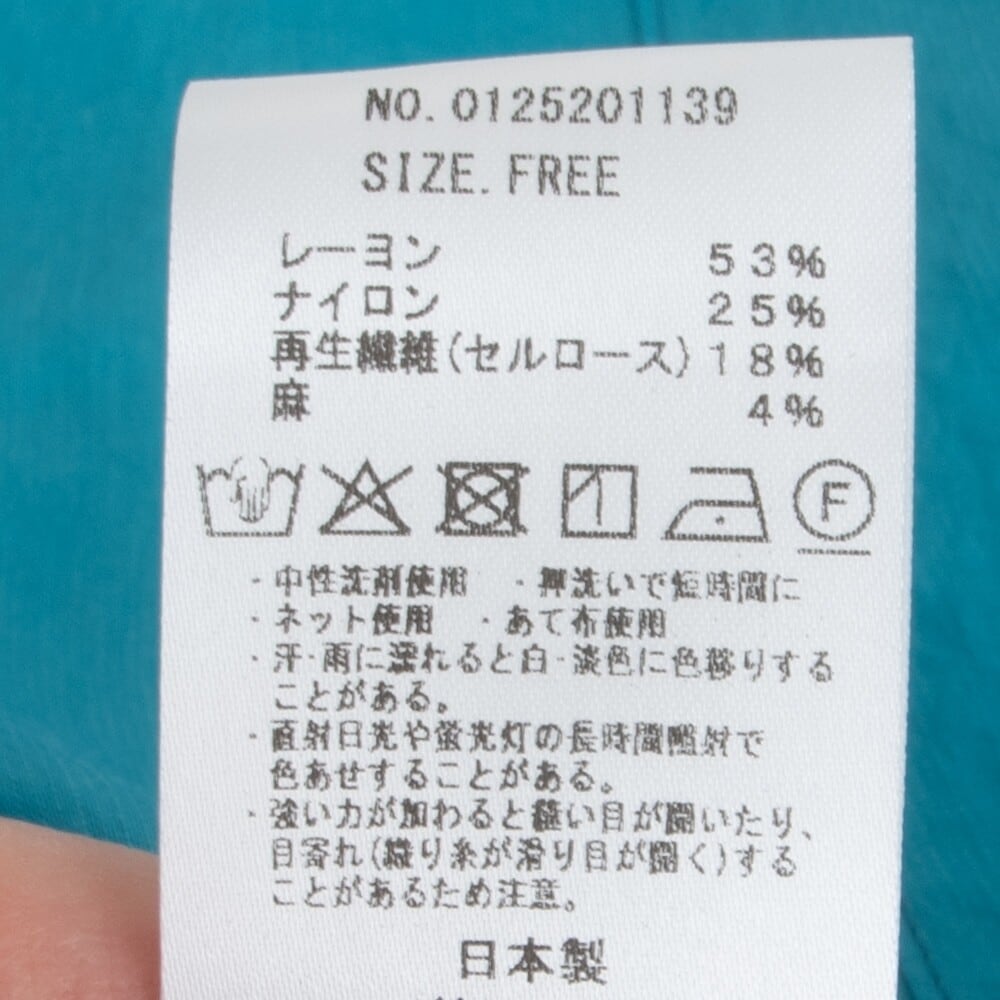 NO. 0125201139
SIZE. FREE
レーヨン 53%
ナイロン 25%
再生繊維(セルロース) 18%
麻 4%
F
・中性洗剤使用 ・押洗いで短時間に
・ネット使用 ・あて布使用
・汗・雨に濡れると白・淡色に色移りする
ことがある。
・直射日光や蛍光灯の長時間照射で
色あせすることがある。
・強い力が加わると縫い目が開いたり、
目寄れ(織り糸が滑り目が開く)する
ことがあるため注意。
日本製